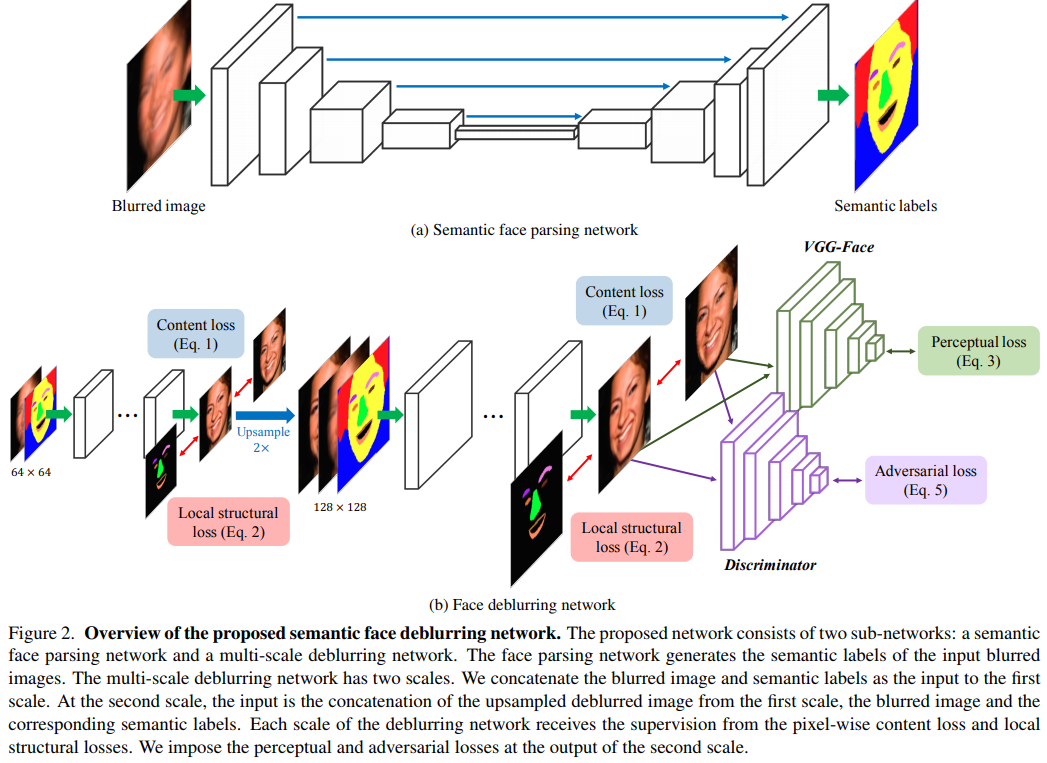 Blurred image
Semantic labels
(a) Semantic face parsing network
VGG-Face
Content loss
(Eq. 1)
Content loss
(Eq. 1)
Perceptual loss
(Eq. 3)
Upsample
2×
64 × 64
128 × 128
Local structural
loss (Eq. 2)
Local structural
loss (Eq. 2)
Adversarial loss
(Eq. 5)
Discriminator
(b) Face deblurring network
Figure 2. Overview of the proposed semantic face deblurring network. The proposed network consists of two sub-networks: a semantic
face parsing network and a multi-scale deblurring network. The face parsing network generates the semantic labels of the input blurred
images. The multi-scale deblurring network has two scales. We concatenate the blurred image and semantic labels as the input to the first
scale. At the second scale, the input is the concatenation of the upsampled deblurred image from the first scale, the blurred image and the
corresponding semantic labels. Each scale of the deblurring network receives the supervision from the pixel-wise content loss and local
structural losses. We impose the perceptual and adversarial losses at the output of the second scale.